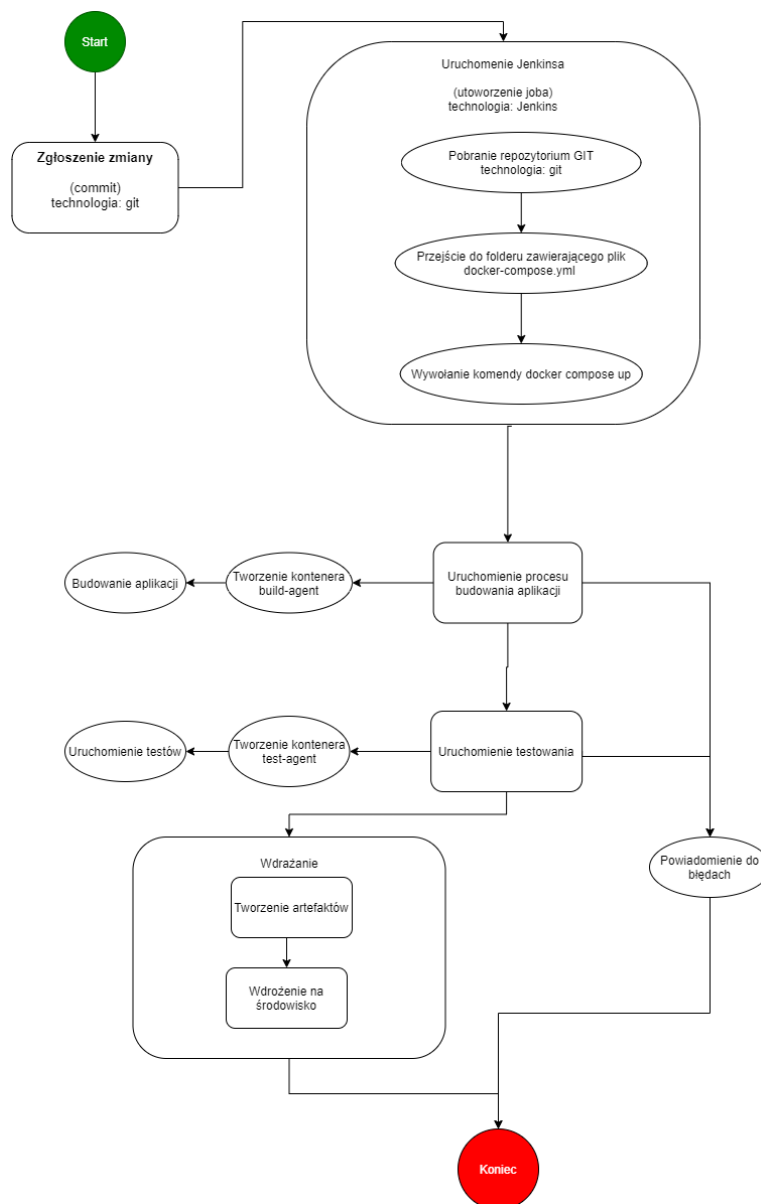 Start
Zgłoszenie zmiany
(commit)
technologia: git
Uruchomenie Jenkinsa
(utoworzenie joba)
technologia: Jenkins
Pobranie repozytorium GIT
technologia: git
Przejście do folderu zawierającego plik
docker-compose.yml
Wywołanie komendy docker compose up
Uruchomienie procesu
budowania aplikacji
Tworzenie kontenera
build-agent
Budowanie aplikacji
Uruchomienie testowania
Tworzenie kontenera
test-agent
Uruchomienie testów
Wdrażanie
Tworzenie artefaktów
Wdrożenie na
środowisko
Powiadomienie do
błędach
Koniec